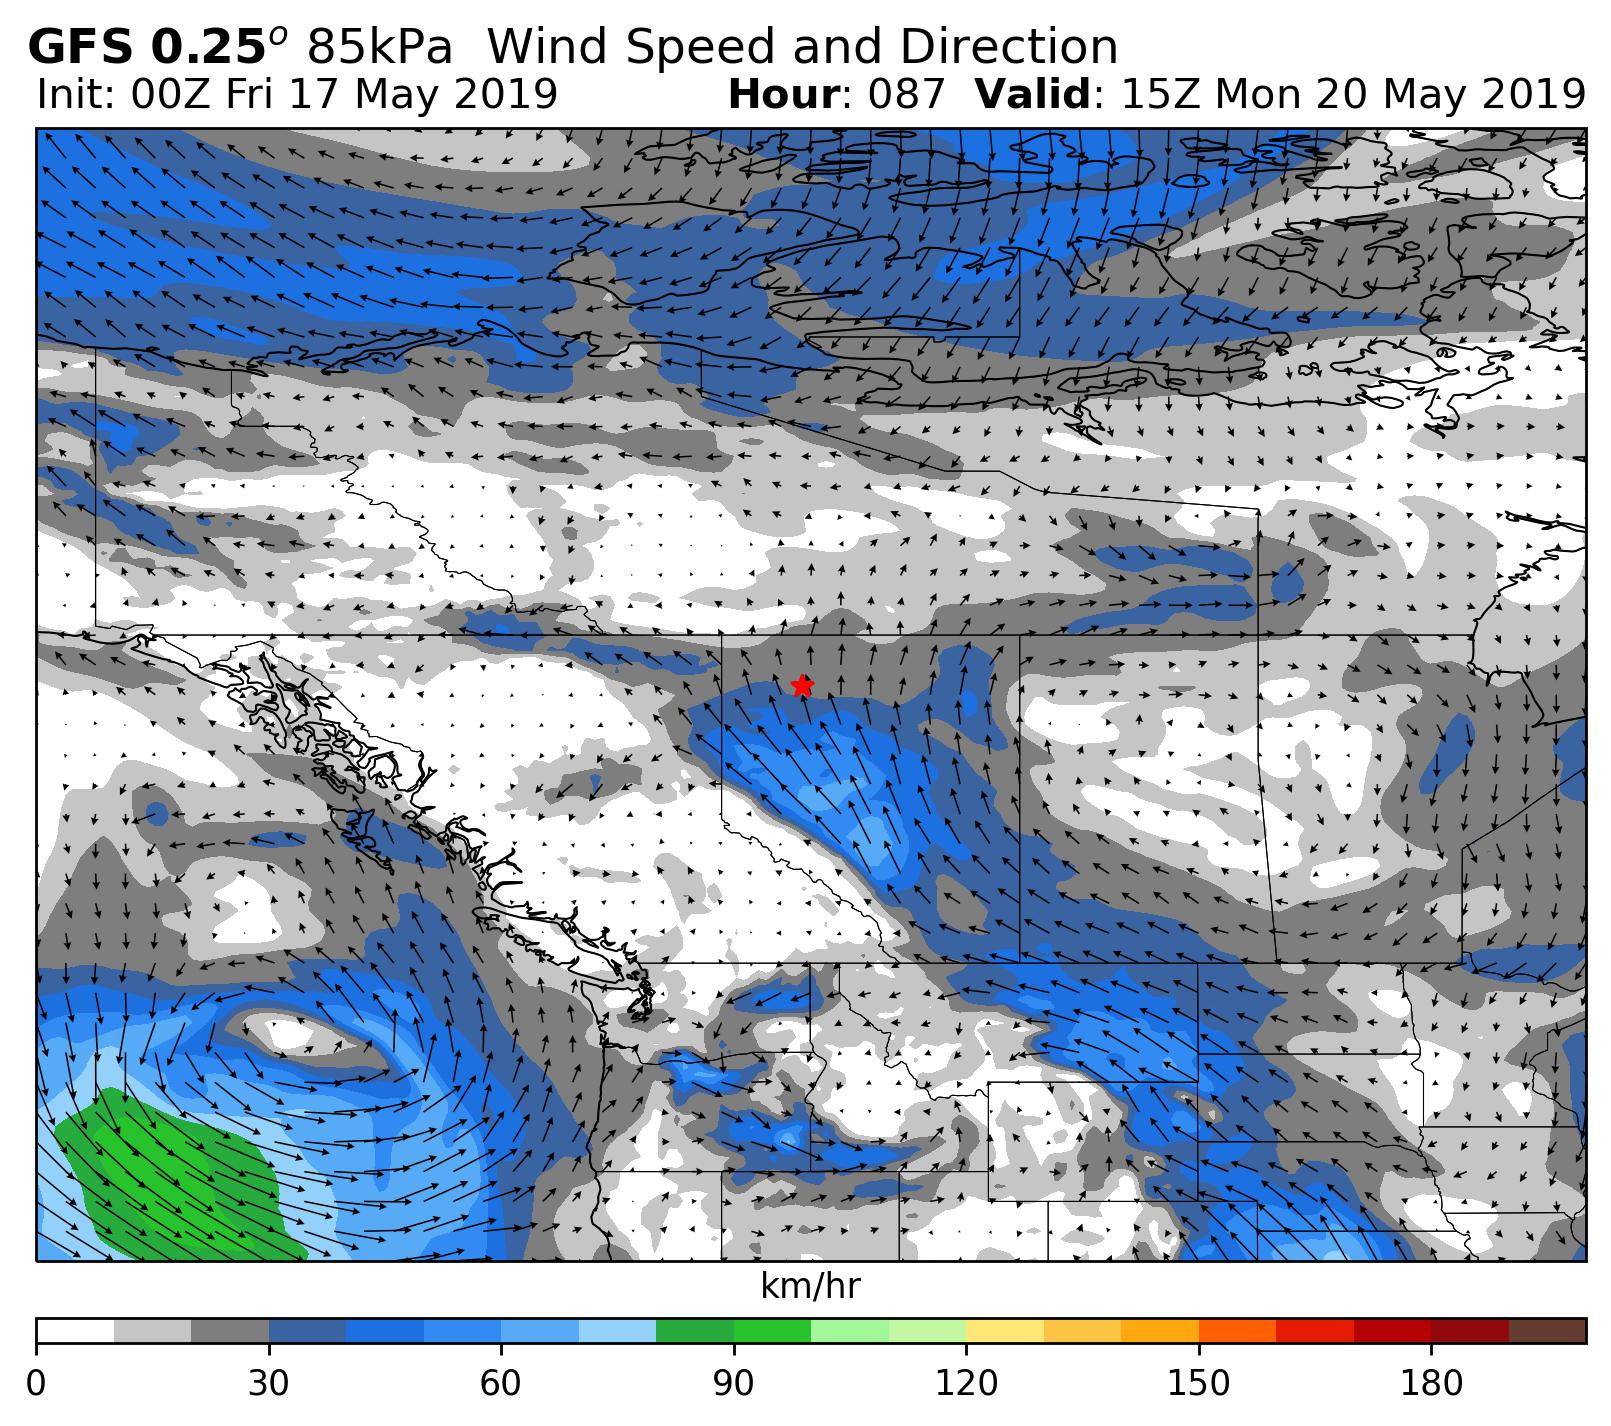 GFS 0.25° 85kPa Wind Speed and Direction
Init: 00Z Fri 17 May 2019 Hour: 087 Valid: 15Z Mon 20 May 2019
km/hr
0 30 60 90 120 150 180